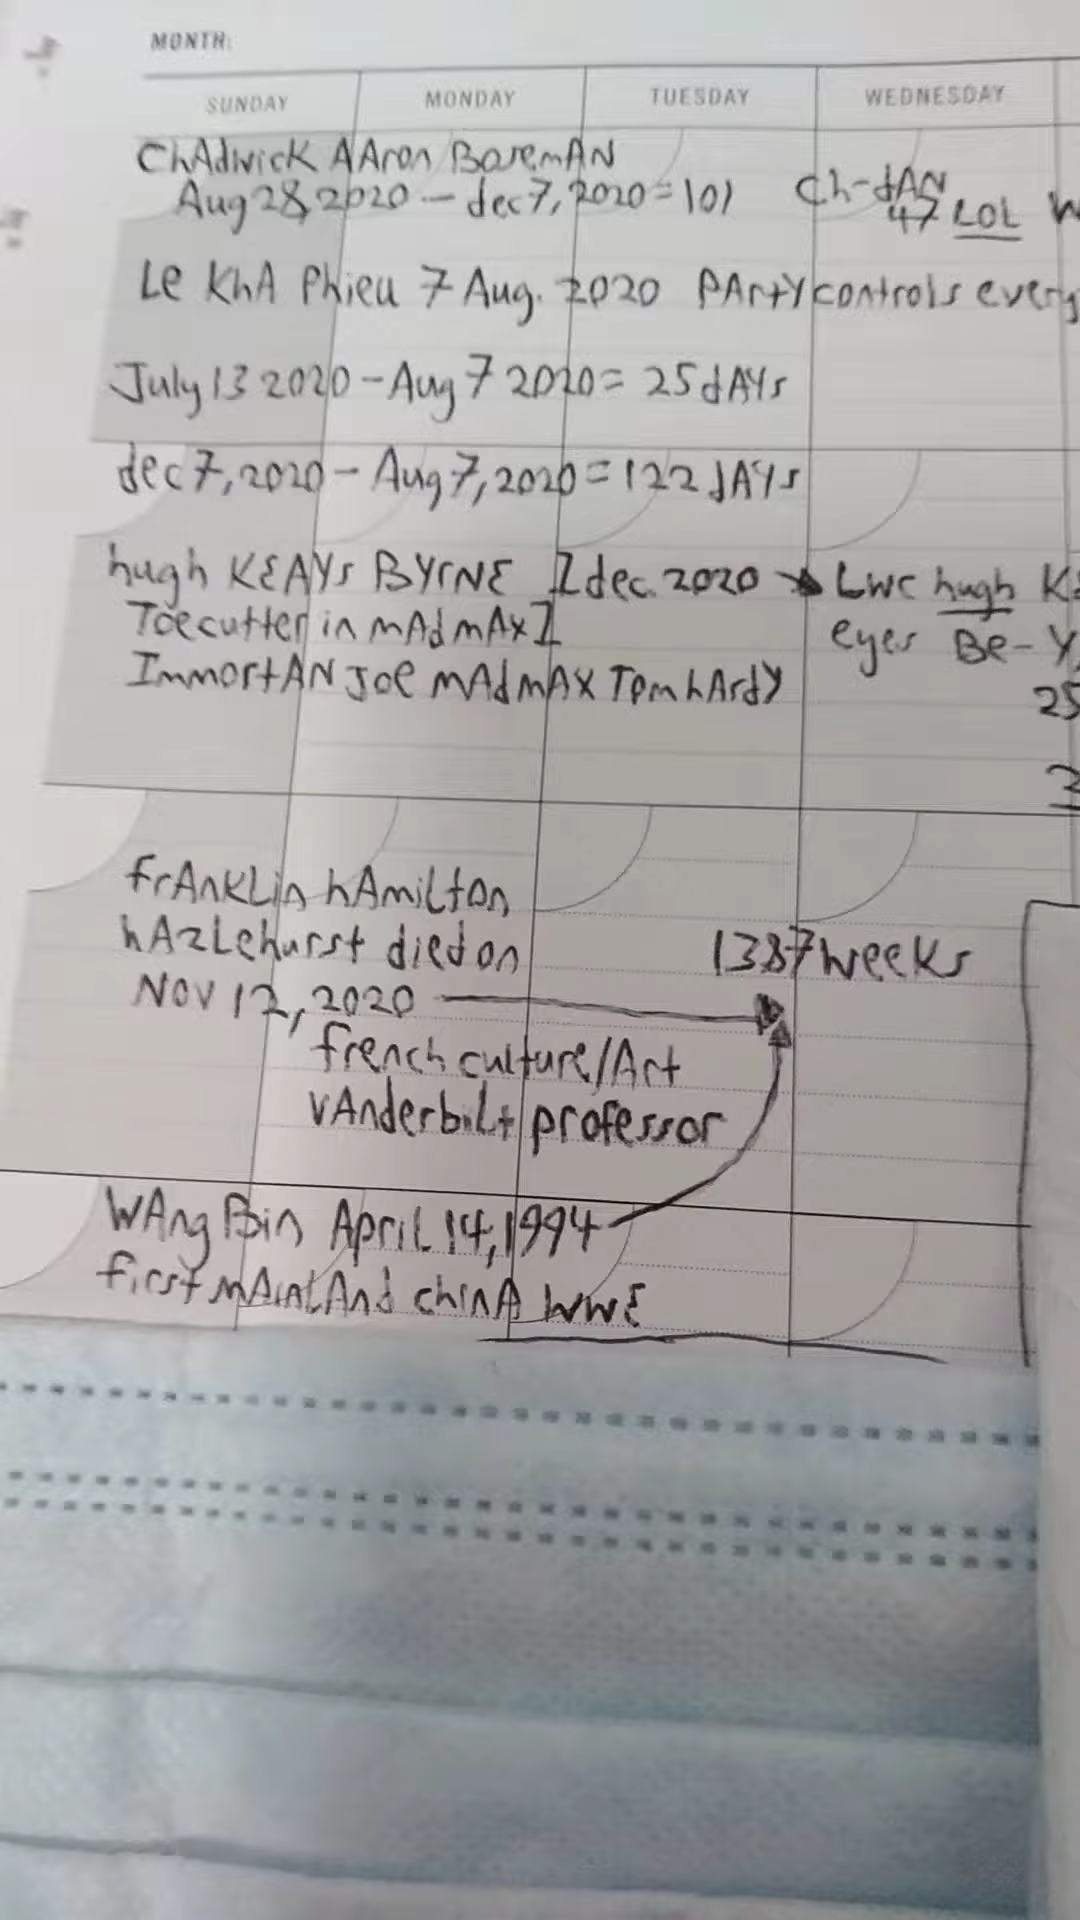 MONTH:
SUNDAY MONDAY TUESDAY WEDNESDAY
ChAdwick AAron BosemAN
Aug 28, 2020 - dec 7, 2020 = 101 Ch-dAN
47 LOL
Le KhA Phieu 7 Aug. 2020 PArtY controls every
July 13 2020 - Aug 7 2020 = 25 dAYs
dec 7, 2020 - Aug 7, 2020 = 122 dAYs
hugh KEAYs BYrNE 1 dec. 2020 → Lwc hugh
Toecutter in mAd mAx 1 eyes Be-Y
ImmortAN Joe mAd mAX Tom hArdY
25
frAnKLin hAmiLton
hAzLehurst died on 1387 weeks
Nov 12, 2020
french culture/Art
vAnderbiLt professor
WAng Bin ApriL 14, 1994
first mAinLAnd chinA WWE